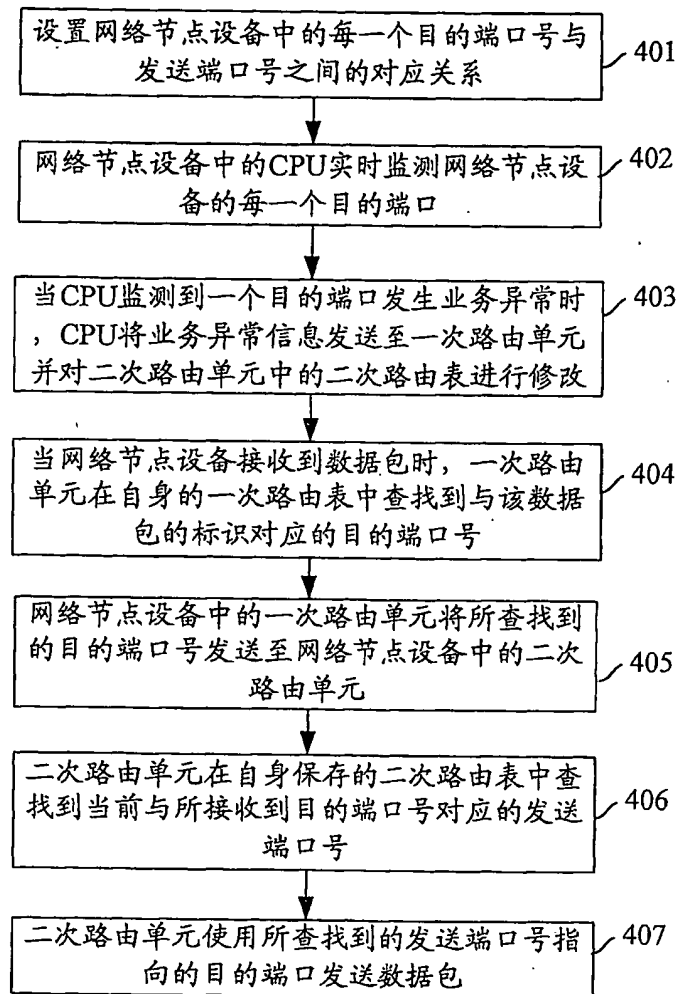 设置网络节点设备中的每一个目的端口号与
发送端口号之间的对应关系
401
网络节点设备中的CPU实时监测网络节点设
备的每一个目的端口
402
当CPU监测到一个目的端口发生业务异常时
，CPU将业务异常信息发送至一次路由单元
并对二次路由单元中的二次路由表进行修改
403
当网络节点设备接收到数据包时，一次路由
单元在自身的一次路由表中查找到与该数据
包的标识对应的目的端口号
404
网络节点设备中的一次路由单元将所查找到
的目的端口号发送至网络节点设备中的二次
路由单元
405
二次路由单元在自身保存的二次路由表中查
找到当前与所接收到目的端口号对应的发送
端口号
406
二次路由单元使用所查找到的发送端口号指
向的目的端口发送数据包
407